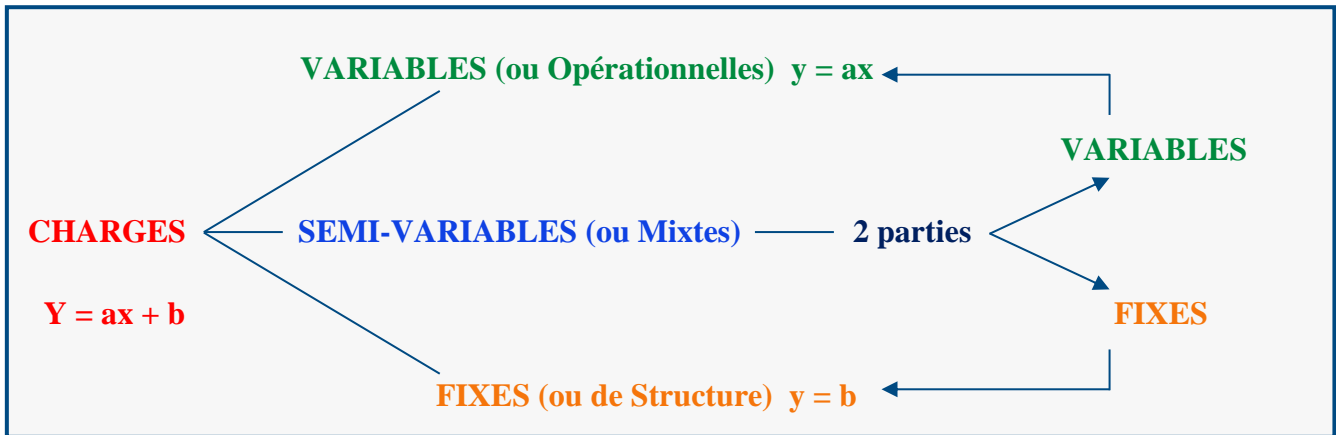 VARIABLES (ou Opérationnelles) y = ax
VARIABLES
CHARGES
SEMI-VARIABLES (ou Mixtes)
2 parties
Y = ax + b
FIXES
FIXES (ou de Structure) y = b